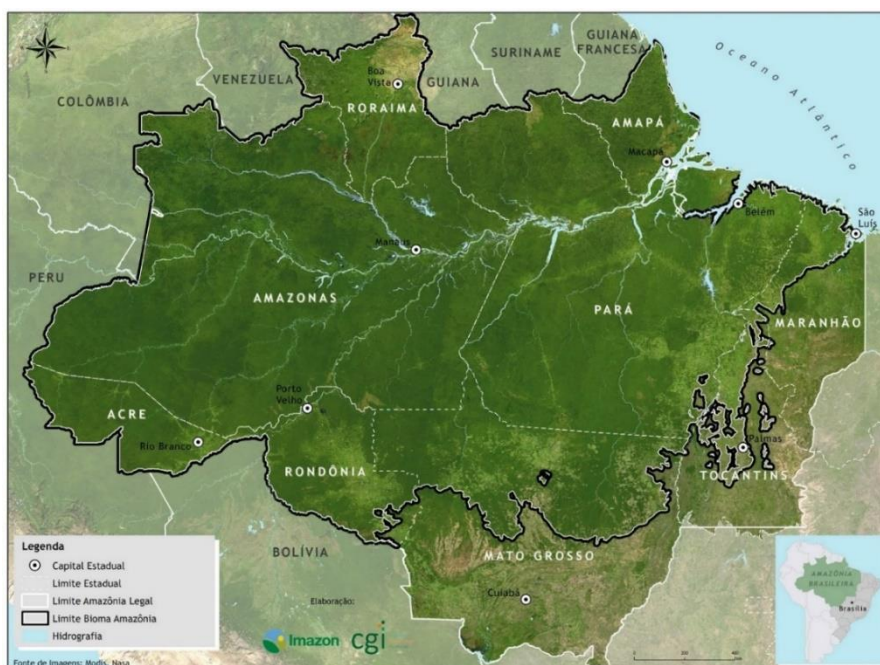 GUIANA
FRANCESA
SURINAME
GUIANA
VENEZUELA
COLÔMBIA
Boa
Vista
RORAIMA
AMAPÁ
Macapá
Oceano Atlântico
Belém
São
Luís
Manaus
PERU
AMAZONAS
PARÁ
MARANHÃO
Porto
Velho
ACRE
Rio Branco
Palmas
RONDÔNIA
TOCANTINS
BOLÍVIA
MATO GROSSO
Cuiabá
Legenda
Capital Estadual
Limite Estadual
Limite Amazônia Legal
Limite Bioma Amazônia
Hidrografia
Elaboração:
Imazon
cgi
AMAZÔNIA
BRASILEIRA
Brasília
Fonte de Imagens: Modis, Nasa